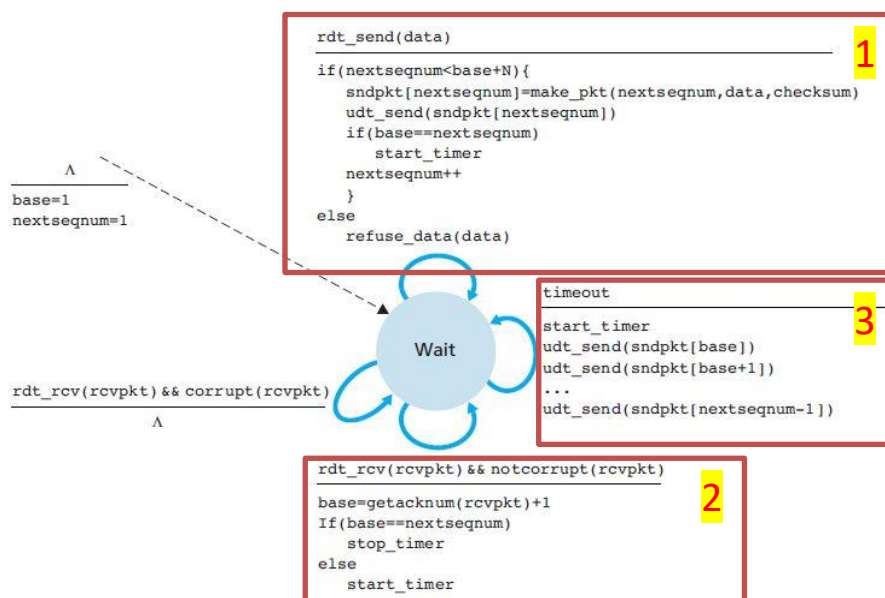 rdt_send(data)
1
if(nextseqnum<base+N){
sndpkt[nextseqnum]=make_pkt(nextseqnum,data,checksum)
udt_send(sndpkt[nextseqnum])
if(base==nextseqnum)
start_timer
nextseqnum++
}
else
refuse_data(data)
Λ
base=1
nextseqnum=1
timeout
3
start_timer
udt_send(sndpkt[base])
udt_send(sndpkt[base+1])
...
udt_send(sndpkt[nextseqnum-1])
Wait
rdt_rcv(rcvpkt) && corrupt(rcvpkt)
Λ
rdt_rcv(rcvpkt) && notcorrupt(rcvpkt)
2
base=getacknum(rcvpkt)+1
If(base==nextseqnum)
stop_timer
else
start_timer